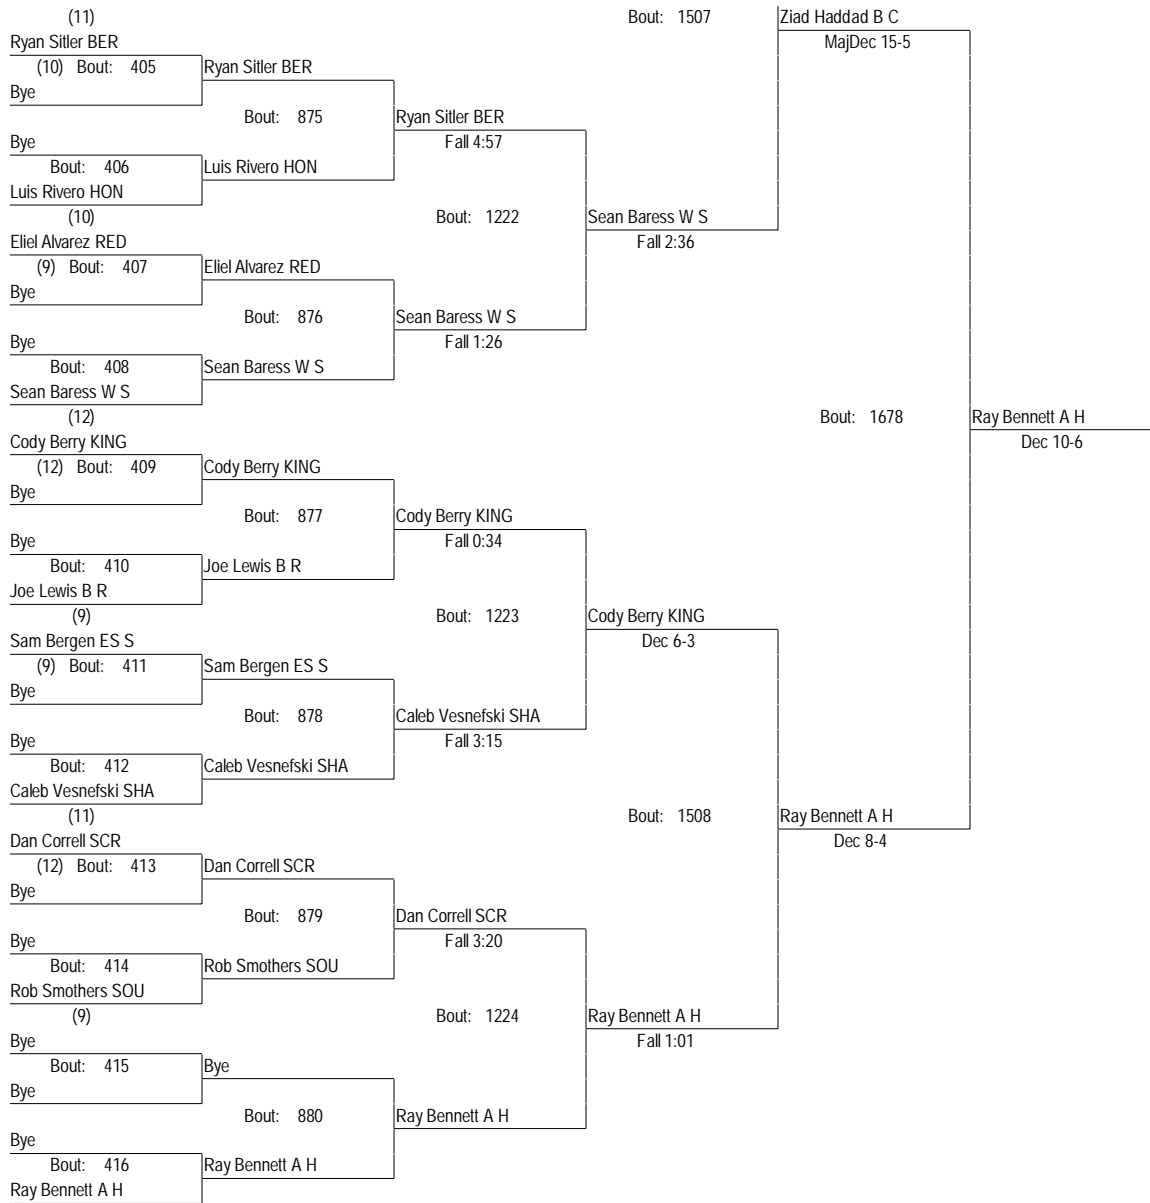 (11) Bout: 1507 Ziad Haddad B C
Ryan Sitler BER MajDec 15-5
(10) Bout: 405 Ryan Sitler BER
Bye
Bout: 875 Ryan Sitler BER
Bye Fall 4:57
Bout: 406 Luis Rivero HON
Luis Rivero HON
(10) Bout: 1222 Sean Baress W S
Eliel Alvarez RED Fall 2:36
(9) Bout: 407 Eliel Alvarez RED
Bye
Bout: 876 Sean Baress W S
Bye Fall 1:26
Bout: 408 Sean Baress W S
Sean Baress W S
(12) Bout: 1678 Ray Bennett A H
Cody Berry KING Dec 10-6
(12) Bout: 409 Cody Berry KING
Bye
Bout: 877 Cody Berry KING
Bye Fall 0:34
Bout: 410 Joe Lewis B R
Joe Lewis B R
(9) Bout: 1223 Cody Berry KING
Sam Bergen ES S Dec 6-3
(9) Bout: 411 Sam Bergen ES S
Bye
Bout: 878 Caleb Vesnefski SHA
Bye Fall 3:15
Bout: 412 Caleb Vesnefski SHA
Caleb Vesnefski SHA
(11) Bout: 1508 Ray Bennett A H
Dan Correll SCR Dec 8-4
(12) Bout: 413 Dan Correll SCR
Bye
Bout: 879 Dan Correll SCR
Bye Fall 3:20
Bout: 414 Rob Smothers SOU
Rob Smothers SOU
(9) Bout: 1224 Ray Bennett A H
Bye Fall 1:01
Bout: 415 Bye
Bye
Bout: 880 Ray Bennett A H
Bye
Bout: 416 Ray Bennett A H
Ray Bennett A H